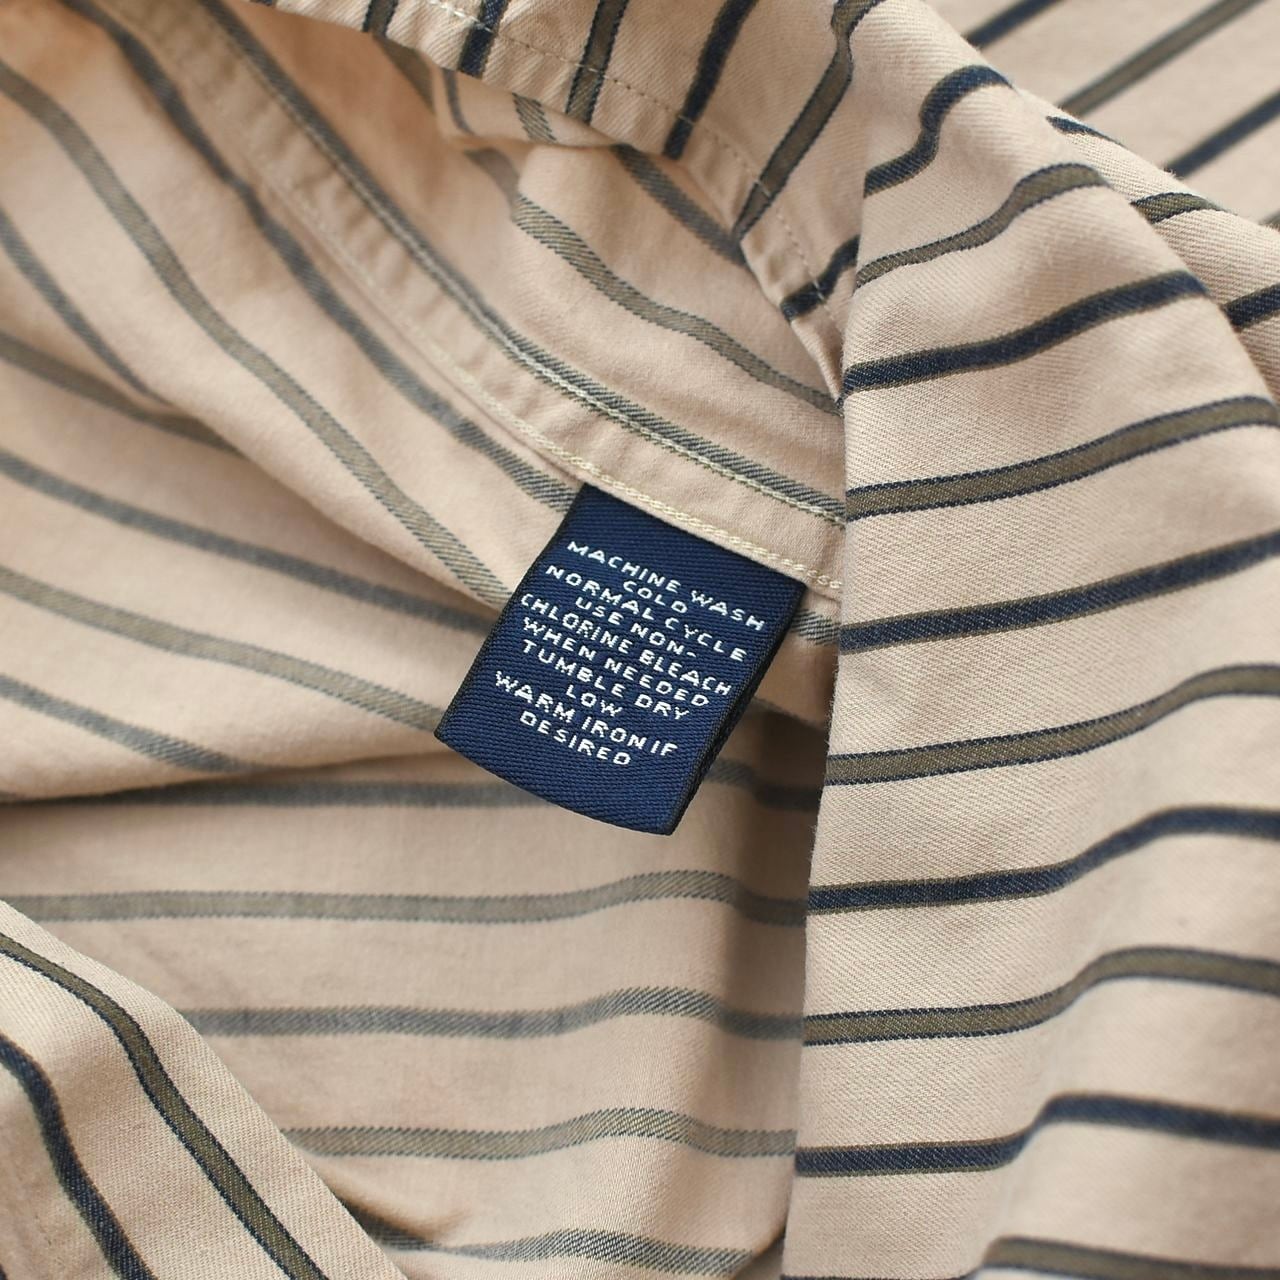 MACHINE WASH
COLD
NORMAL CYCLE
USE NON-
CHLORINE BLEACH
WHEN NEEDED
TUMBLE DRY
LOW
WARM IRON IF
DESIRED